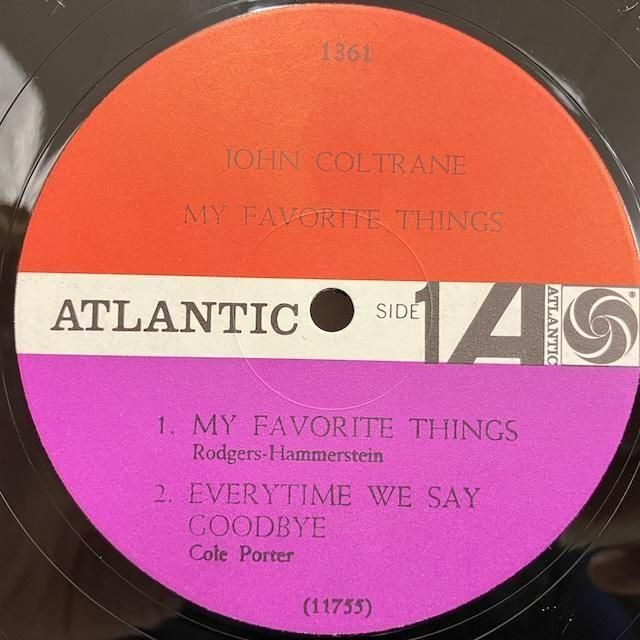 1361
JOHN COLTRANE
MY FAVORITE THINGS
ATLANTIC SIDE 1 A ATLANTIC
1. MY FAVORITE THINGS
Rodgers-Hammerstein
2. EVERYTIME WE SAY
GOODBYE
Cole Porter
(11755)